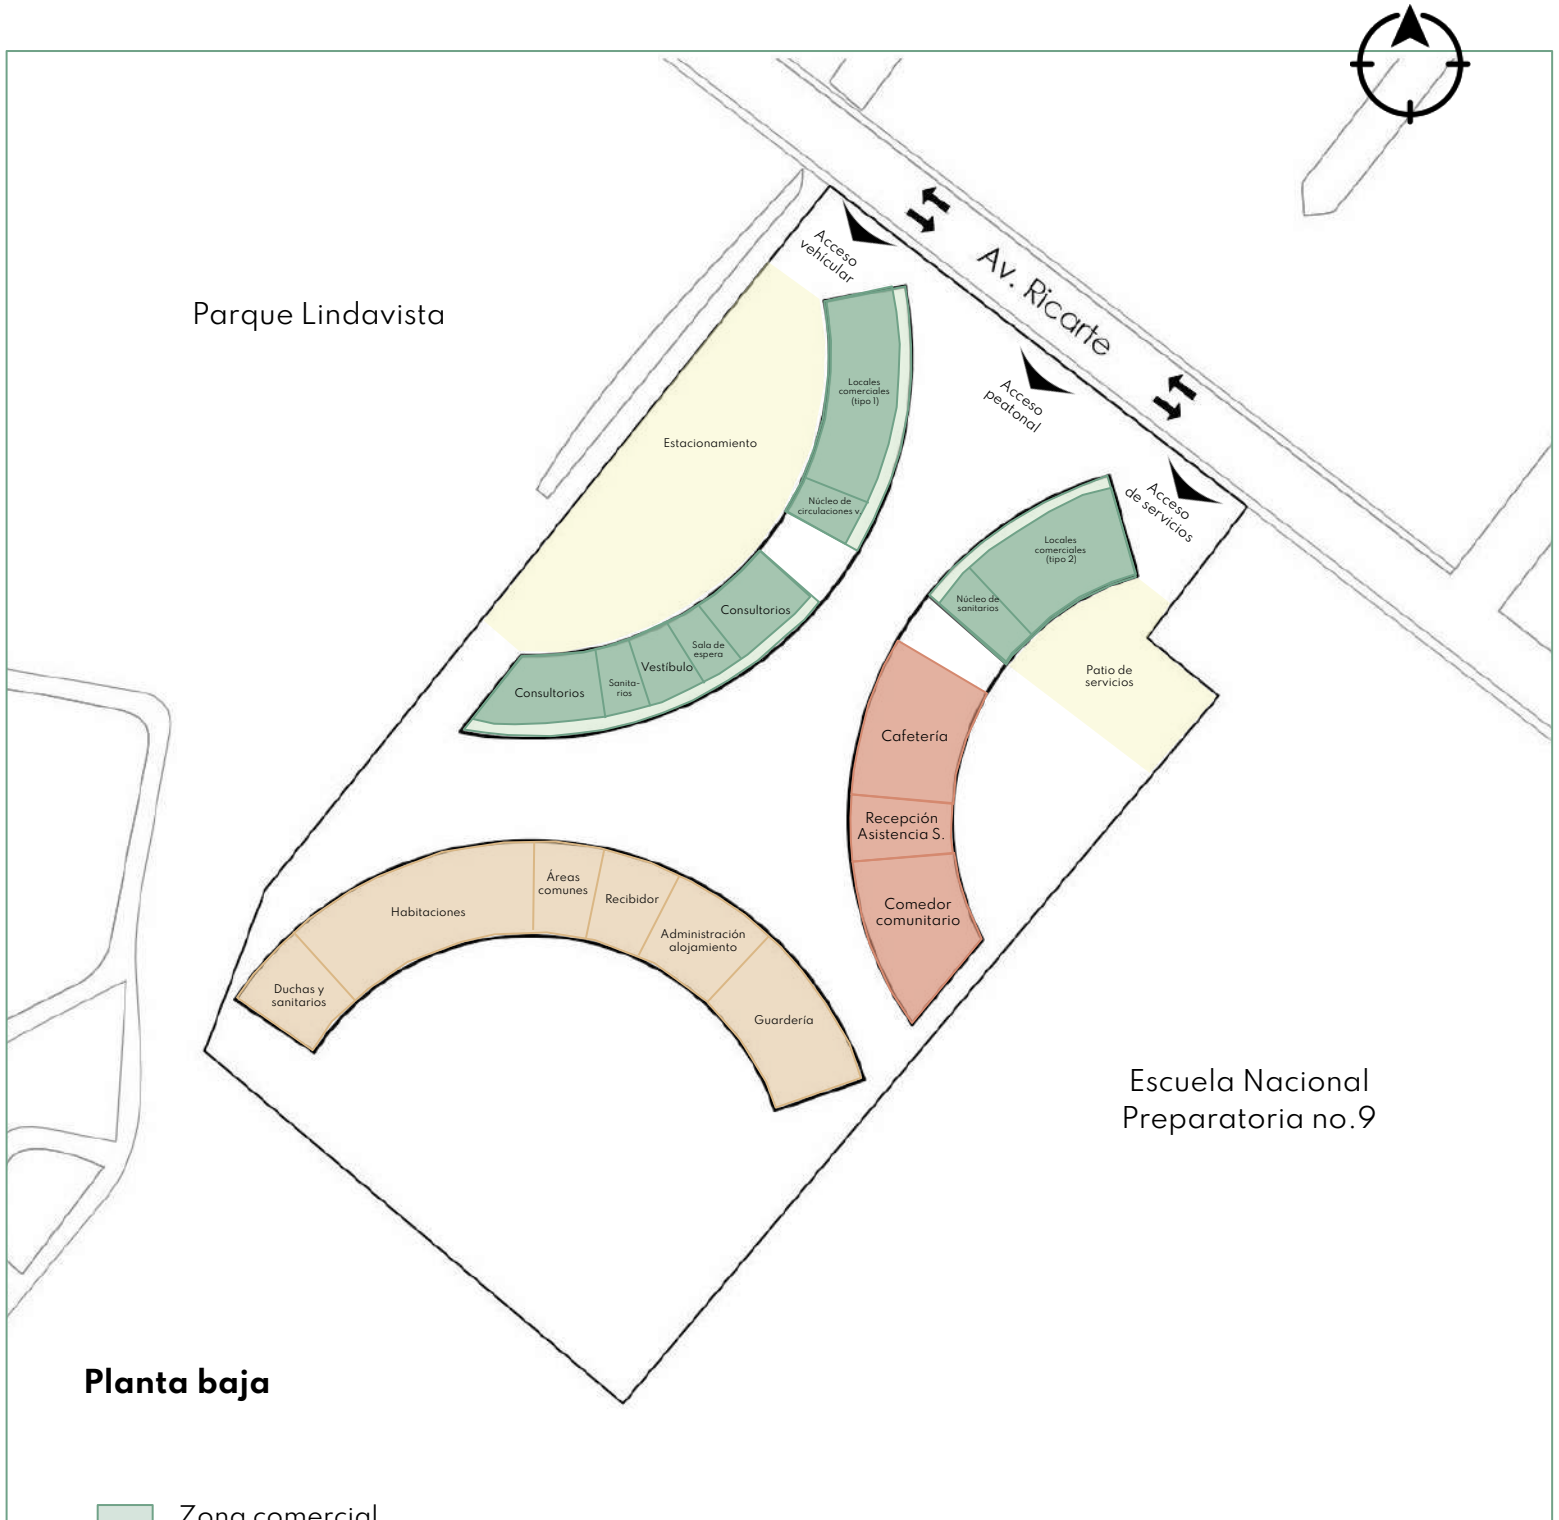 Parque Lindavista
Acceso
vehícular
Av. Ricarte
Acceso
peatonal
Acceso
de servicios
Estacionamiento
Locales
comerciales
(tipo 1)
Núcleo de
circulaciones v.
Consultorios
Sala de
espera
Vestíbulo
Sanita-
rios
Consultorios
Locales
comerciales
(tipo 2)
Núcleo de
sanitarios
Patio de
servicios
Cafetería
Recepción
Asistencia S.
Comedor
comunitario
Áreas
comunes
Recibidor
Habitaciones
Administración
alojamiento
Duchas y
sanitarios
Guardería
Escuela Nacional
Preparatoria no.9
Planta baja
Zona comercial